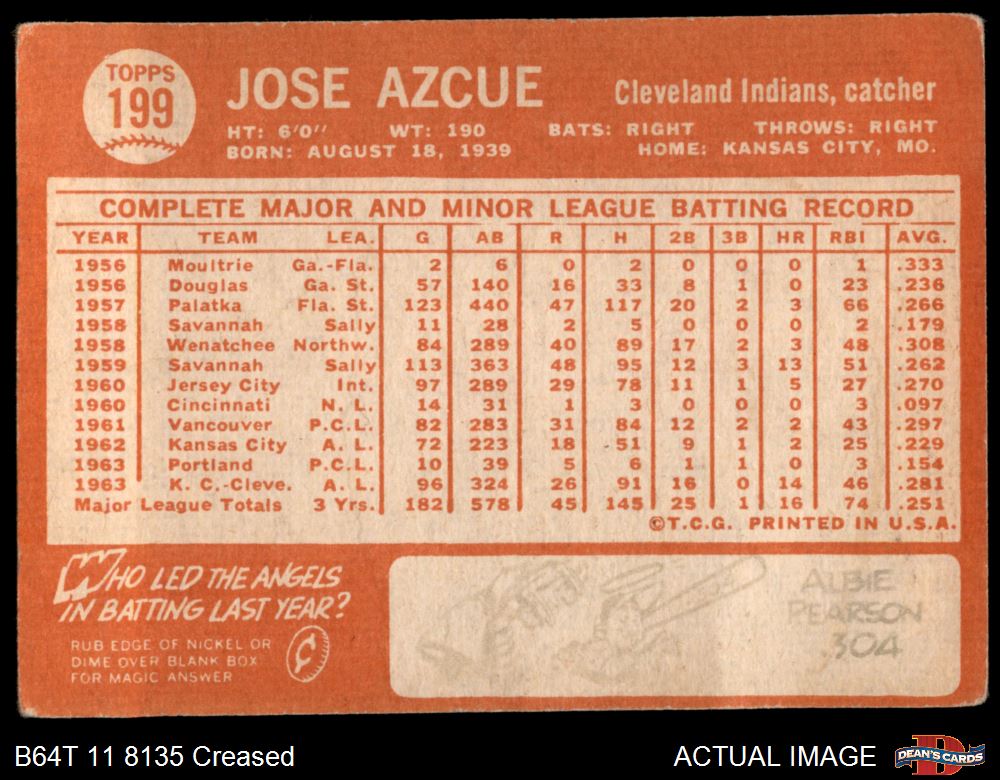 TOPPS
199
JOSE AZCUE
Cleveland Indians, catcher
HT: 6'0" WT: 190 BATS: RIGHT THROWS: RIGHT
BORN: AUGUST 18, 1939 HOME: KANSAS CITY, MO.
COMPLETE MAJOR AND MINOR LEAGUE BATTING RECORD
YEAR TEAM LEA. G AB R H 2B 3B HR RBI AVG.
1956 Moultrie Ga.-Fla. 2 6 0 2 0 0 0 1 .333
1956 Douglas Ga. St. 57 140 16 33 8 1 0 23 .236
1957 Palatka Fla. St. 123 440 47 117 20 2 3 66 .266
1958 Savannah Sally 11 28 2 5 0 0 0 2 .179
1958 Wenatchee Northw. 84 289 40 89 17 2 3 48 .308
1959 Savannah Sally 113 363 48 95 12 3 13 51 .262
1960 Jersey City Int. 97 289 29 78 11 1 5 27 .270
1960 Cincinnati N. L. 14 31 1 3 0 0 0 3 .097
1961 Vancouver P.C.L. 82 283 31 84 12 2 2 43 .297
1962 Kansas City A. L. 72 223 18 51 9 1 2 25 .229
1963 Portland P.C.L. 10 39 5 6 1 1 0 3 .154
1963 K. C.-Cleve. A. L. 96 324 26 91 16 0 14 46 .281
Major League Totals 3 Yrs. 182 578 45 145 25 1 16 74 .251
©T.C.G. PRINTED IN U.S.A.
WHO LED THE ANGELS
IN BATTING LAST YEAR?
RUB EDGE OF NICKEL OR
DIME OVER BLANK BOX
FOR MAGIC ANSWER
ALBIE
PEARSON
.304
B64T 11 8135 Creased
ACTUAL IMAGE
DEAN'S CARDS